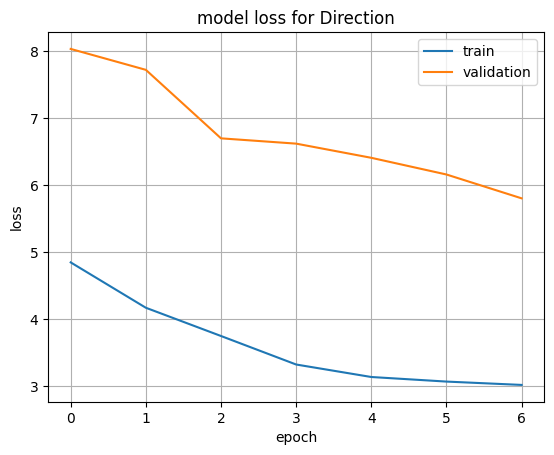 model loss for Direction
train
validation
8
7
6
5
4
3
loss
0 1 2 3 4 5 6
epoch